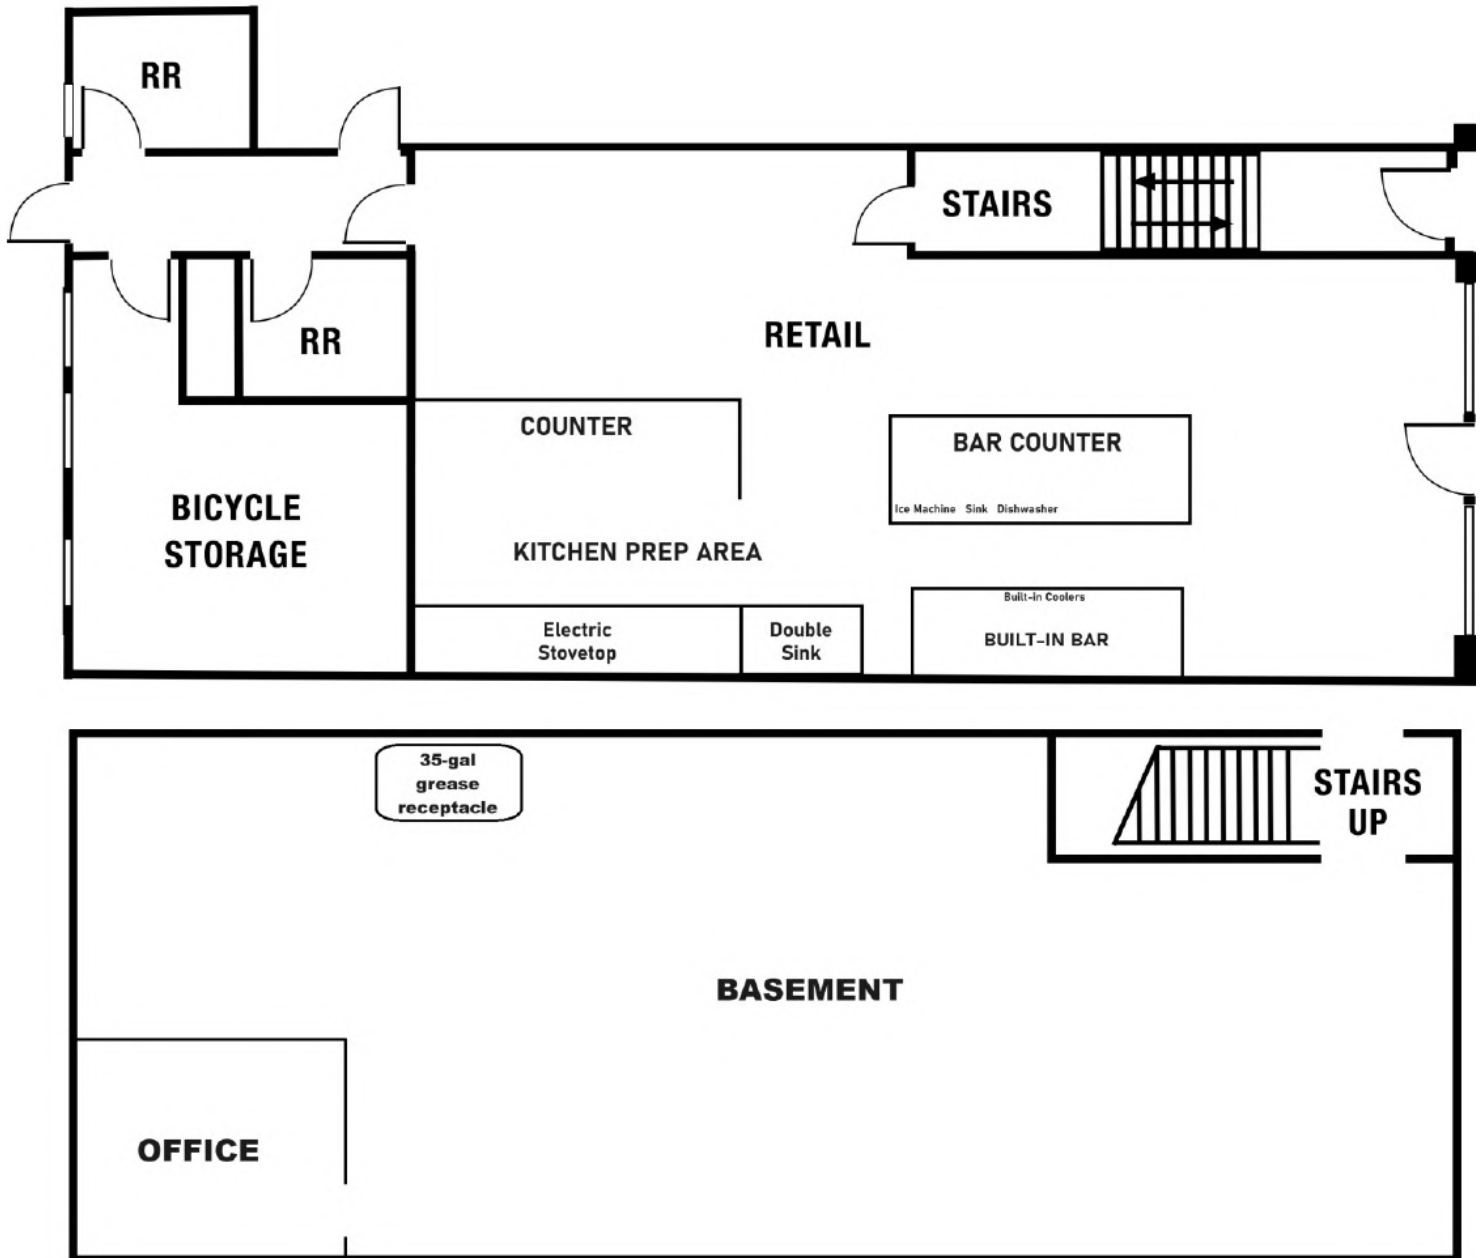 RR
STAIRS
RETAIL
RR
COUNTER
BAR COUNTER
Ice Machine Sink Dishwasher
BICYCLE
STORAGE
KITCHEN PREP AREA
Electric
Stovetop
Double
Sink
Built-in Coolers
BUILT-IN BAR
35-gal
grease
receptacle
STAIRS
UP
BASEMENT
OFFICE